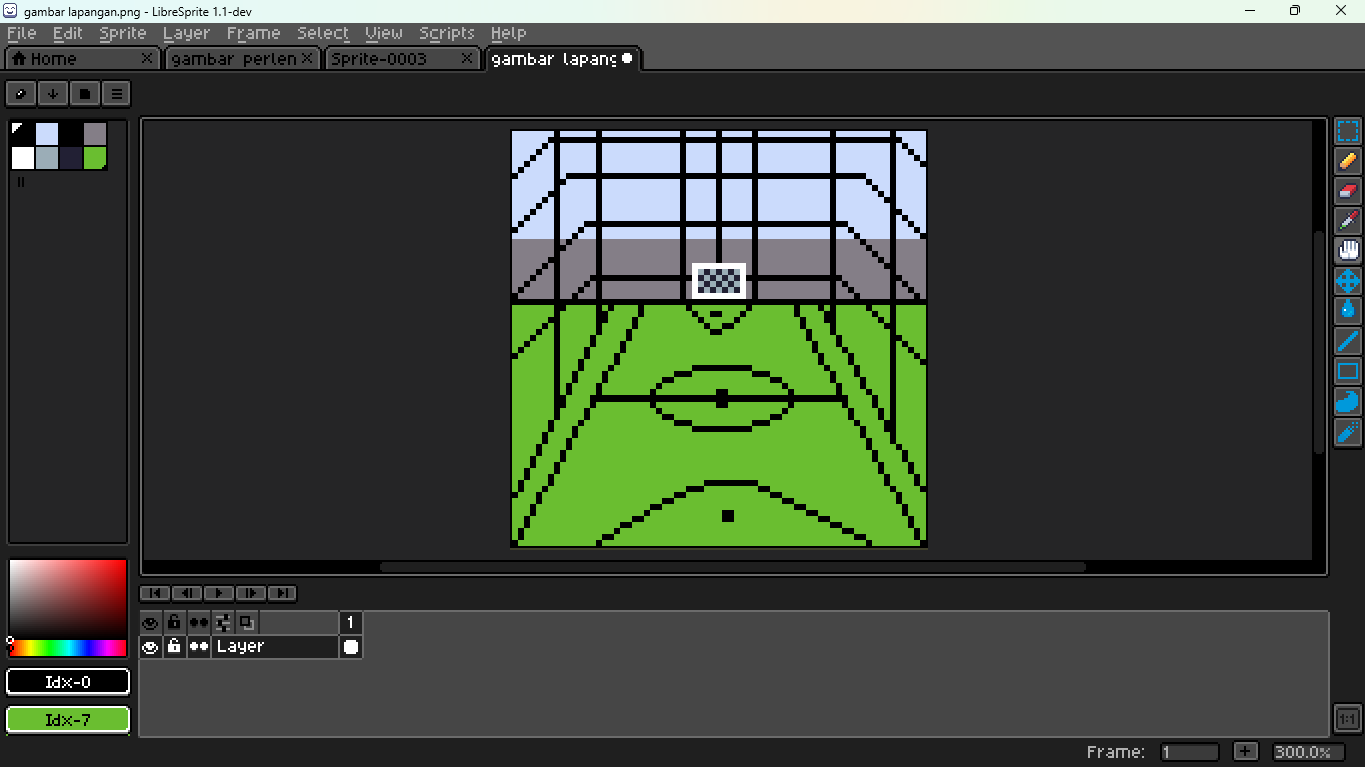 gambar lapangan.png - LibreSprite 1.1-dev
File Edit Sprite Layer Frame Select View Scripts Help
Home gambar perlen Sprite-0003 gambar lapang
1
Layer
Idx-0
Idx-7
1:1
Frame: 1 + 300.0%